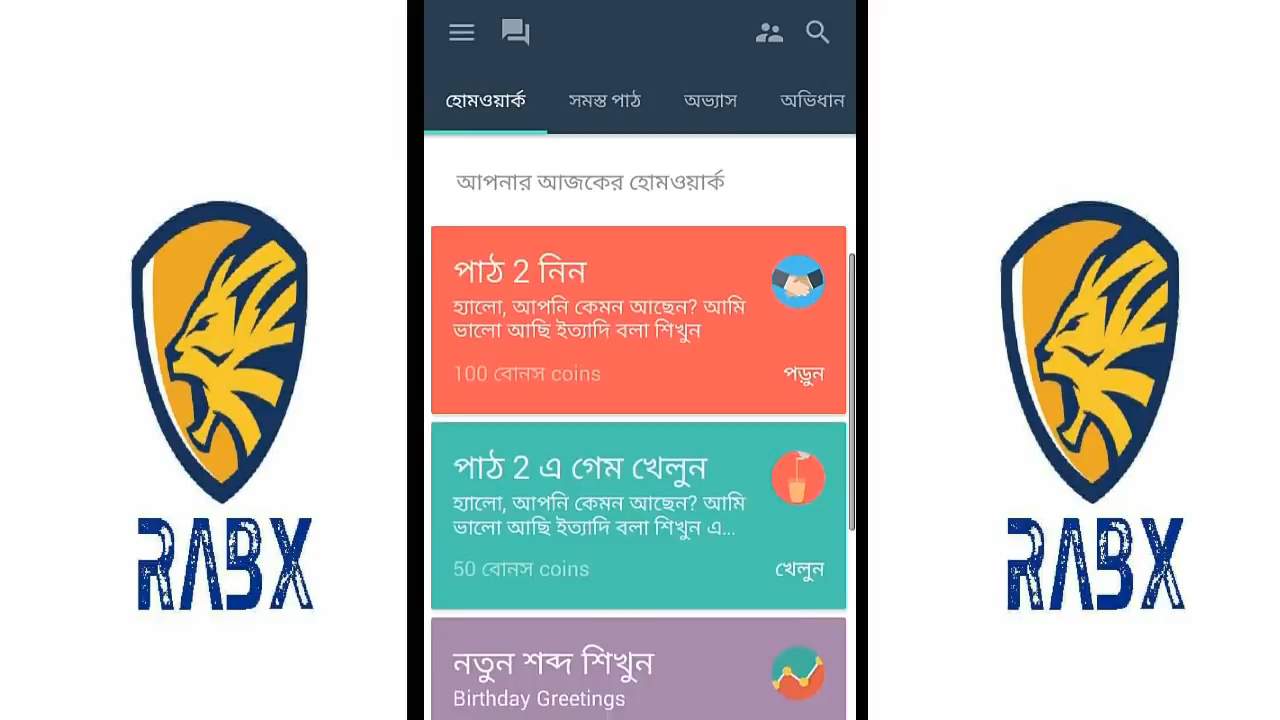 হোমওয়ার্ক সমস্ত পাঠ অভ্যাস অভিধান
আপনার আজকের হোমওয়ার্ক
পাঠ 2 নিন
হ্যালো, আপনি কেমন আছেন? আমি
ভালো আছি ইত্যাদি বলা শিখুন
100 বোনস coins পড়ুন
পাঠ 2 এ গেম খেলুন
হ্যালো, আপনি কেমন আছেন? আমি
ভালো আছি ইত্যাদি বলা শিখুন এ...
50 বোনস coins খেলুন
নতুন শব্দ শিখুন
Birthday Greetings
RABX
RABX